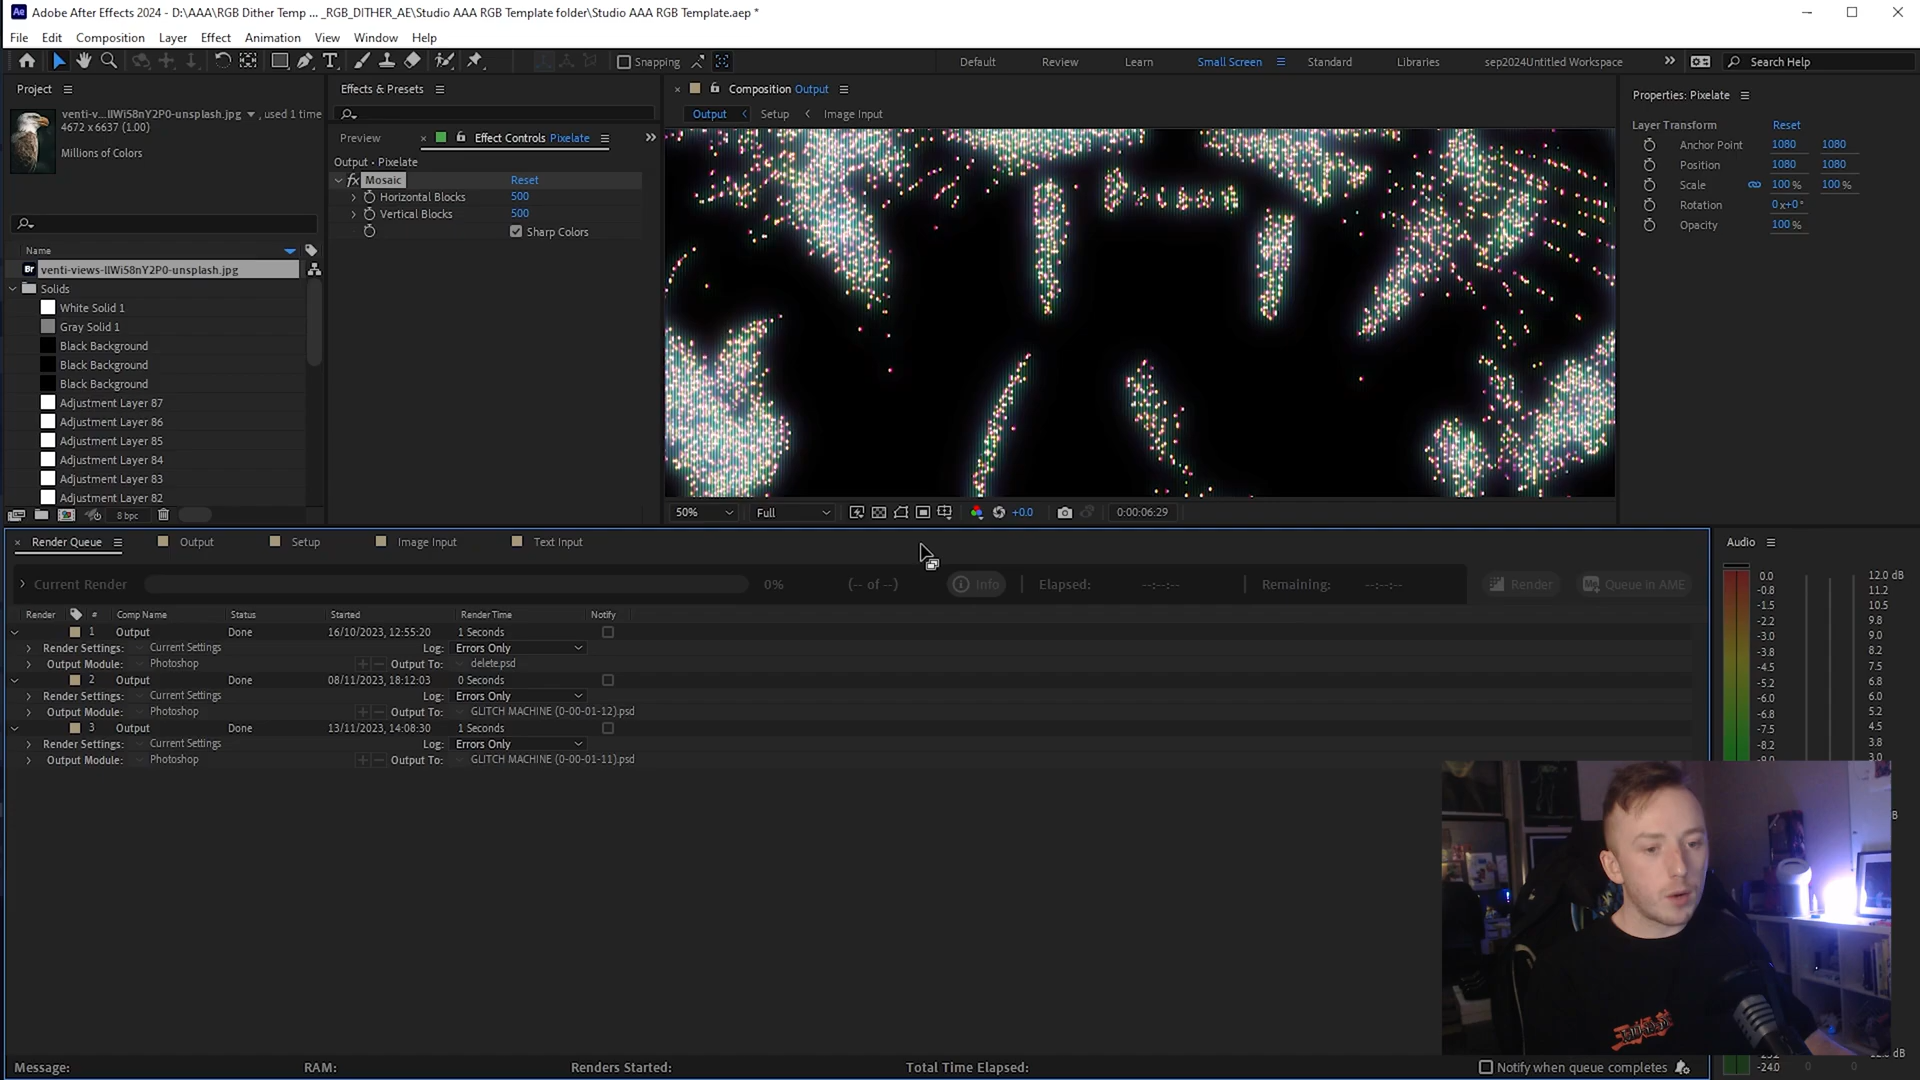 Ae Adobe After Effects 2024 - D:\AAA\RGB Dither Temp ... _RGB_DITHER_AE\Studio AAA RGB Template folder\Studio AAA RGB Template.aep *
File Edit Composition Layer Effect Animation View Window Help
Snapping Default Review Learn Small Screen Standard Libraries sep2024Untitled Workspace Search Help
Project
venti-v...llWi58nY2P0-unsplash.jpg , used 1 time
4672 x 6637 (1.00)
Millions of Colors
Name
Br venti-views-llWi58nY2P0-unsplash.jpg
Solids
White Solid 1
Gray Solid 1
Black Background
Black Background
Black Background
Adjustment Layer 87
Adjustment Layer 86
Adjustment Layer 85
Adjustment Layer 84
Adjustment Layer 83
Adjustment Layer 82
8 bpc
Effects & Presets
Preview Effect Controls Pixelate
Output • Pixelate
fx Mosaic Reset
Horizontal Blocks 500
Vertical Blocks 500
Sharp Colors
Composition Output
Output Setup Image Input
50% Full +0.0 0:00:06:29
Properties: Pixelate
Layer Transform Reset
Anchor Point 1080 1080
Position 1080 1080
Scale 100 % 100 %
Rotation 0 x+0°
Opacity 100 %
Render Queue Output Setup Image Input Text Input
Current Render 0% (-- of --) Info Elapsed: --:--:-- Remaining: --:--:-- Render Queue in AME
Render # Comp Name Status Started Render Time Notify
1 Output Done 16/10/2023, 12:55:20 1 Seconds
Render Settings: Current Settings Log: Errors Only
Output Module: Photoshop + — Output To: delete.psd
2 Output Done 08/11/2023, 18:12:03 0 Seconds
Render Settings: Current Settings Log: Errors Only
Output Module: Photoshop + — Output To: GLITCH MACHINE (0-00-01-12).psd
3 Output Done 13/11/2023, 14:08:30 1 Seconds
Render Settings: Current Settings Log: Errors Only
Output Module: Photoshop + — Output To: GLITCH MACHINE (0-00-01-11).psd
Audio
0.0 12.0 dB
-0.8 11.2
-1.5 10.5
-2.2 9.8
-3.0 9.0
-3.8 8.2
-4.5 7.5
-5.2 6.8
-6.0 6.0
-6.8 5.2
-7.5 4.5
-8.2 3.8
-9.0 3.0
-24.0
Message: RAM: Renders Started: Total Time Elapsed: Notify when queue completes